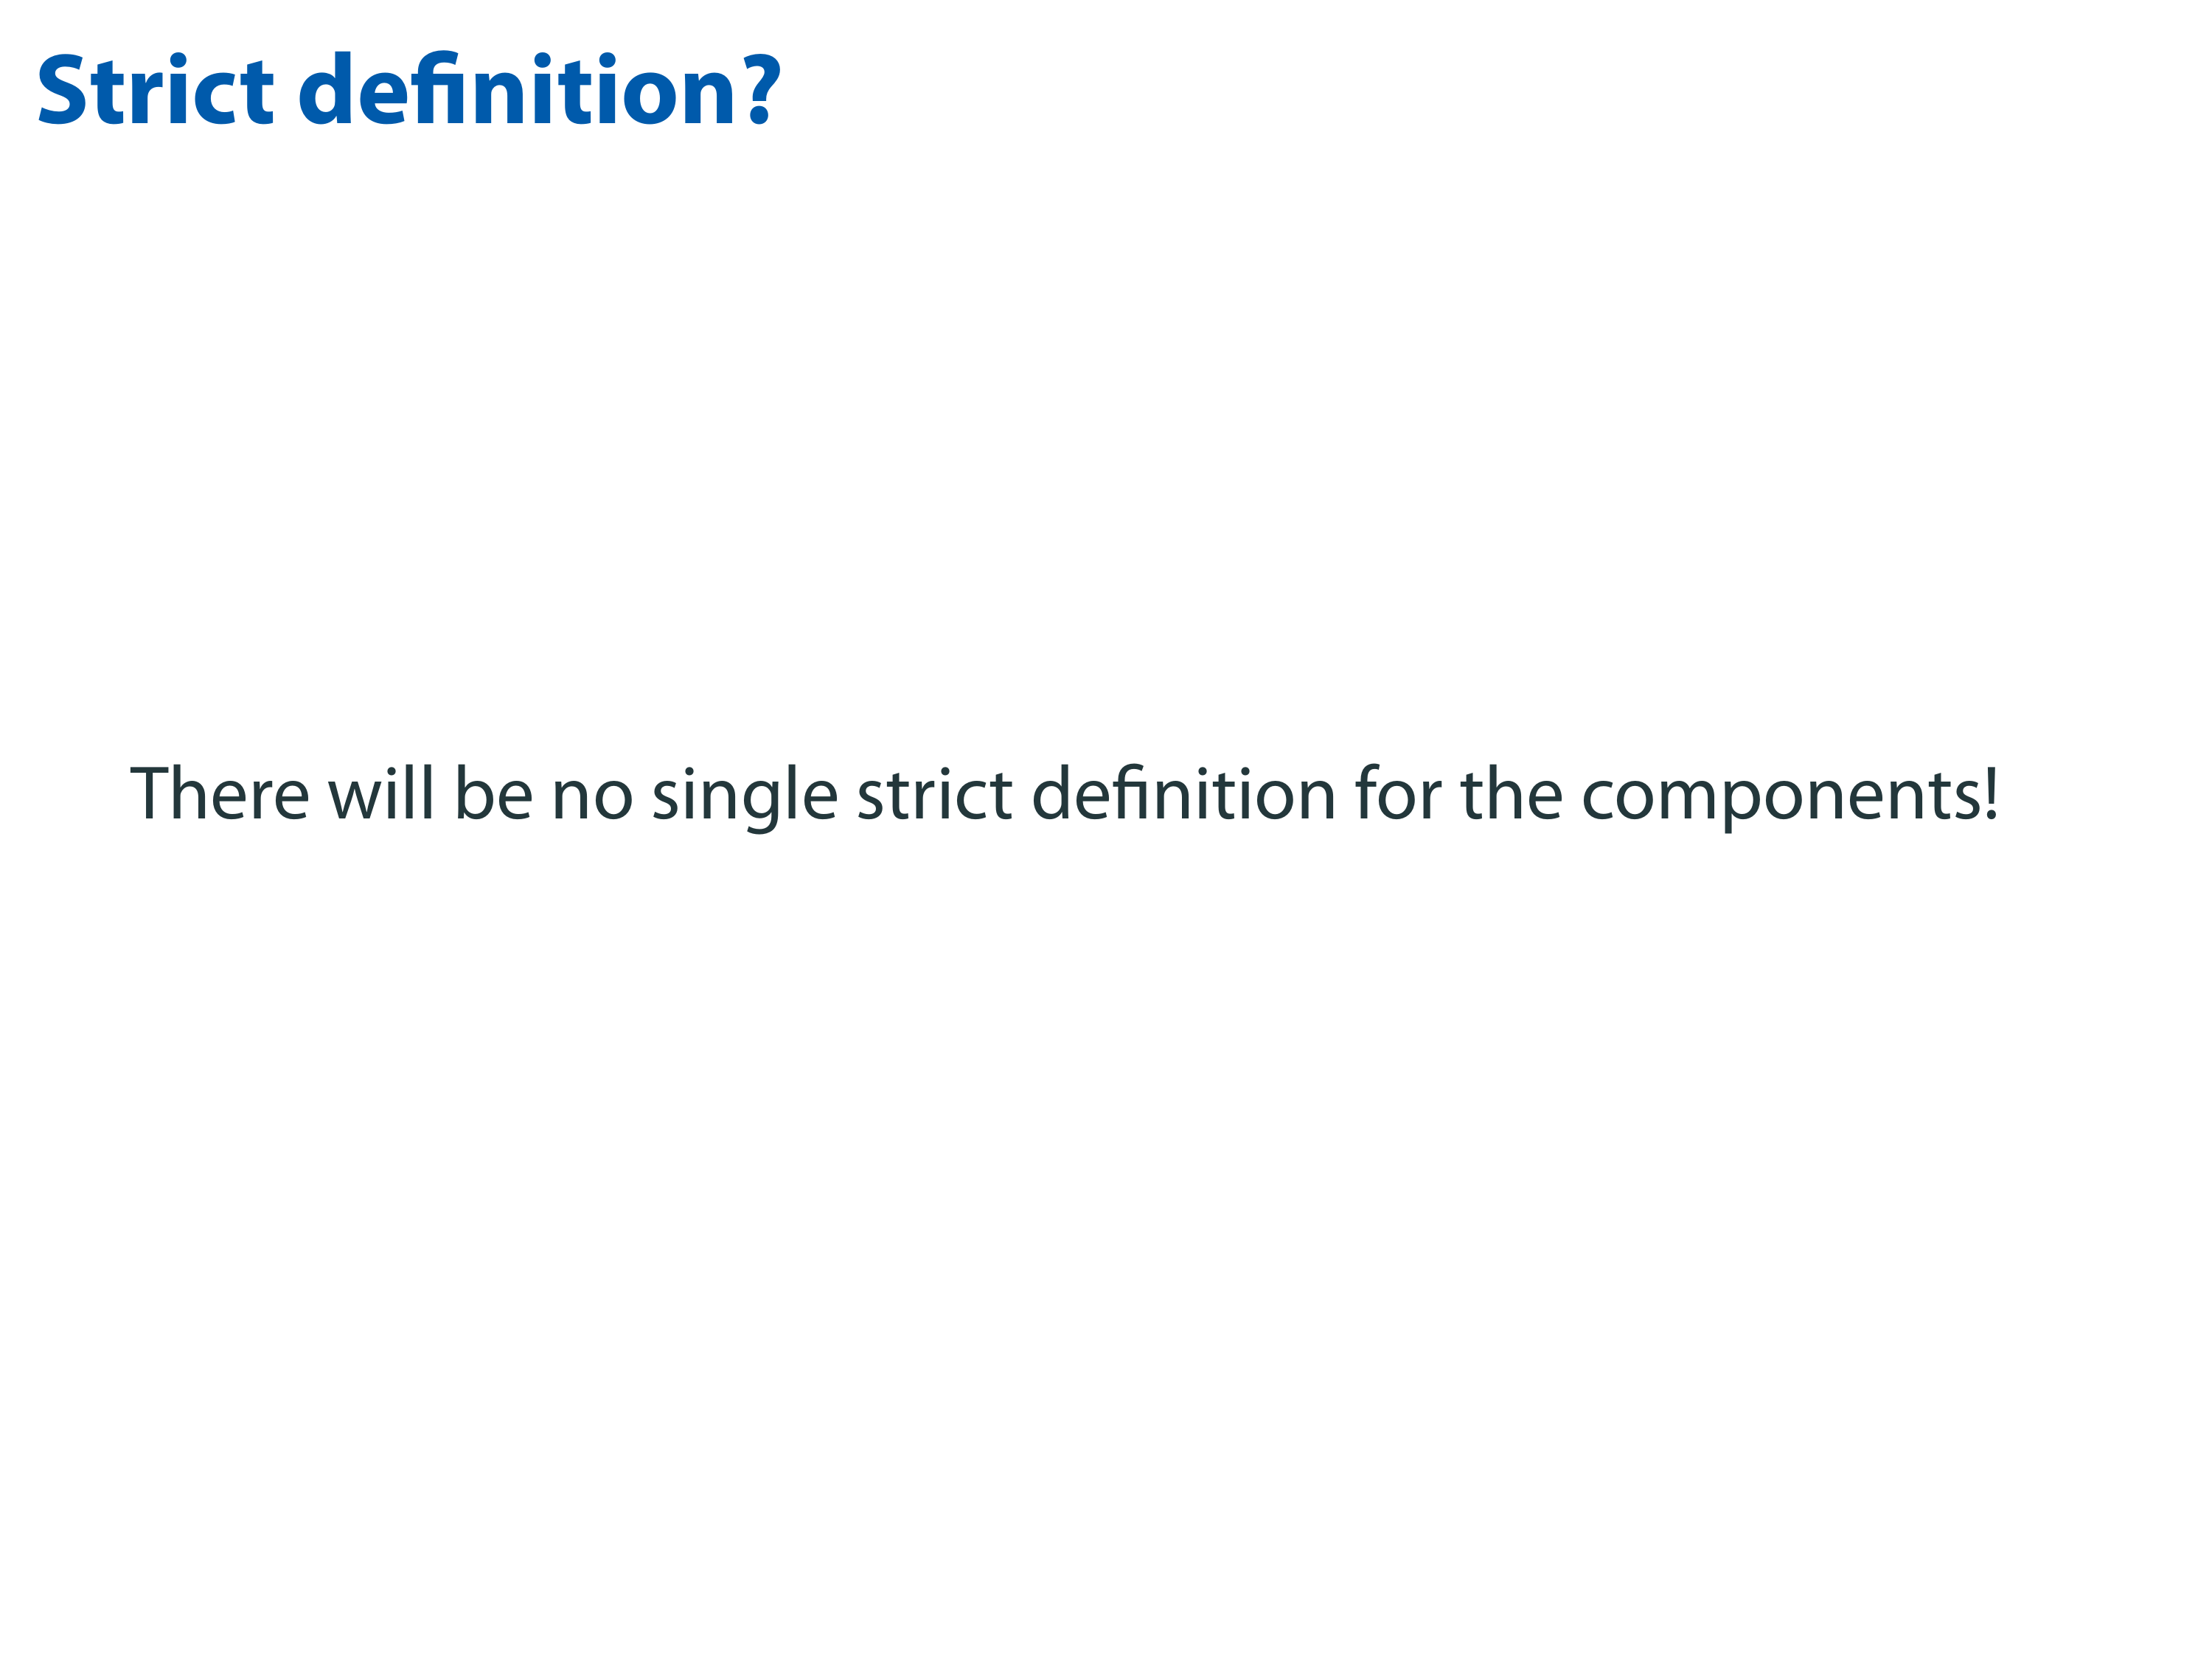 Strict definition?
There will be no single strict definition for the components!